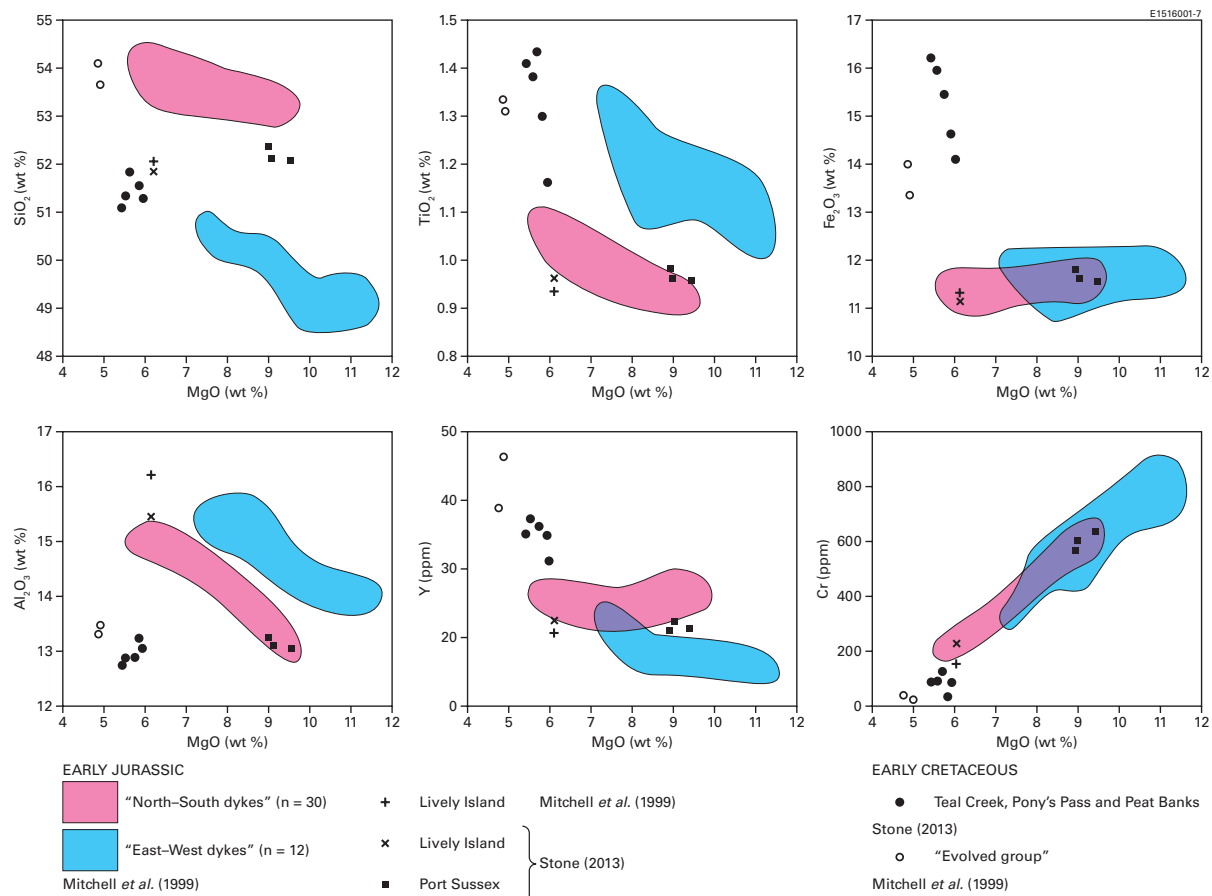 E1516001-7
55
54
53
52
51
50
49
48
SiO₂ (wt %)
4 5 6 7 8 9 10 11 12
MgO (wt %)
1.5
1.4
1.3
1.2
1.1
1.0
0.9
0.8
TiO₂ (wt %)
4 5 6 7 8 9 10 11 12
MgO (wt %)
17
16
15
14
13
12
11
10
Fe₂O₃ (wt %)
4 5 6 7 8 9 10 11 12
MgO (wt %)
17
16
15
14
13
12
Al₂O₃ (wt %)
4 5 6 7 8 9 10 11 12
MgO (wt %)
50
40
30
20
0
Y (ppm)
4 5 6 7 8 9 10 11 12
MgO (wt %)
1000
800
600
400
200
0
Cr (ppm)
4 5 6 7 8 9 10 11 12
MgO (wt %)
EARLY JURASSIC
"North–South dykes" (n = 30)
"East–West dykes" (n = 12)
Mitchell et al. (1999)
+ Lively Island Mitchell et al. (1999)
× Lively Island
Port Sussex
Stone (2013)
EARLY CRETACEOUS
Teal Creek, Pony's Pass and Peat Banks
Stone (2013)
"Evolved group"
Mitchell et al. (1999)